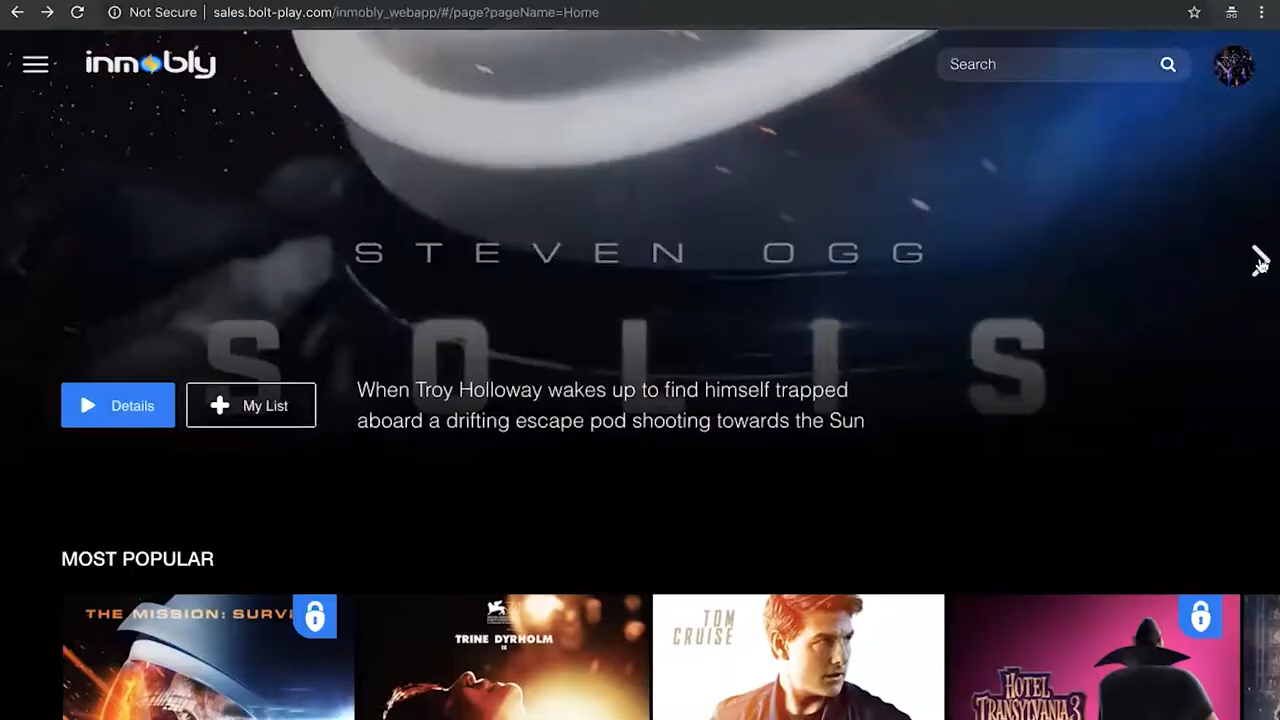 Not Secure | sales.bolt-play.com/inmobly_webapp/#/page?pageName=Home
inmobly
Search
STEVEN OGG
SOLIS
Details
My List
When Troy Holloway wakes up to find himself trapped
aboard a drifting escape pod shooting towards the Sun
MOST POPULAR
THE MISSION: SURVI
TRINE DYRHOLM
IS
TOM
CRUISE
HOTEL
TRANSYLVANIA 3